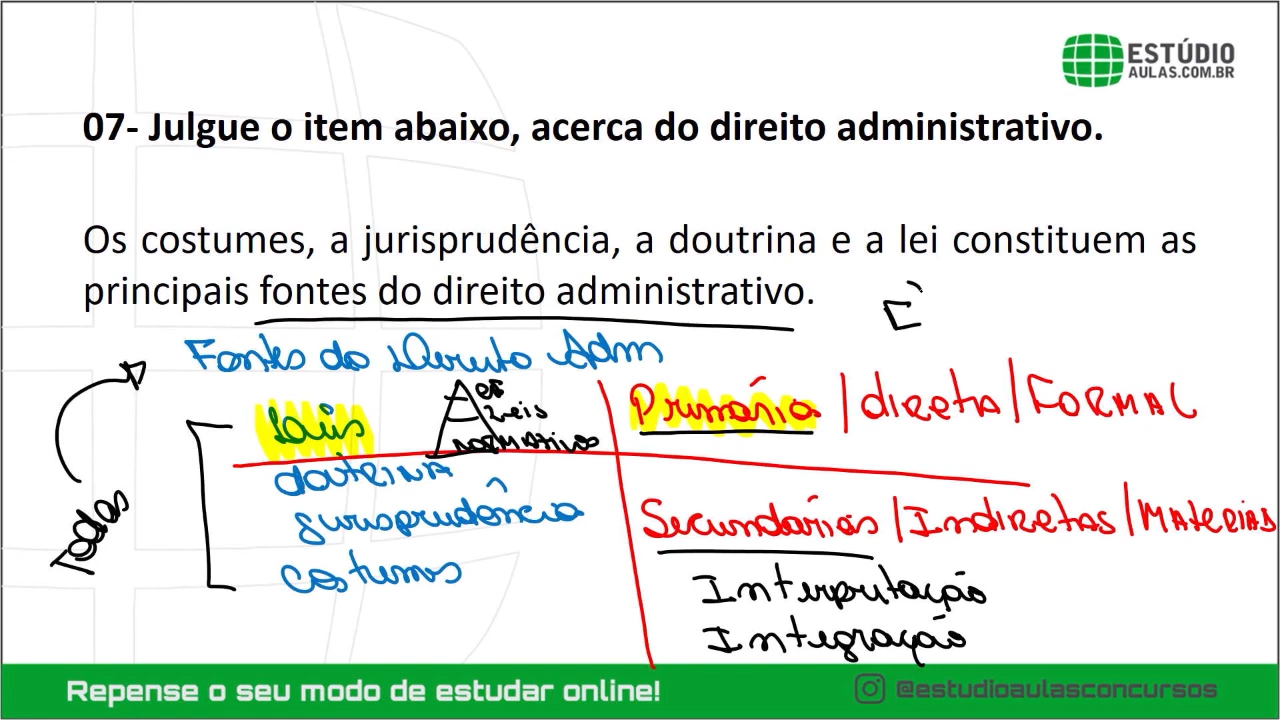 ESTÚDIO
AULAS.COM.BR
07- Julgue o item abaixo, acerca do direito administrativo.
Os costumes, a jurisprudência, a doutrina e a lei constituem as
principais fontes do direito administrativo.
Fontes do Direito Adm
Leis
Leis
NORMATIVOS
Primária / diReta / FORMAL
doutRINA
jurisprudência
costumes
Todas
Secundárias / IndiRetas / MATERIAIS
Interpretação
Integração
Repense o seu modo de estudar online!
@estudioaulasconcursos